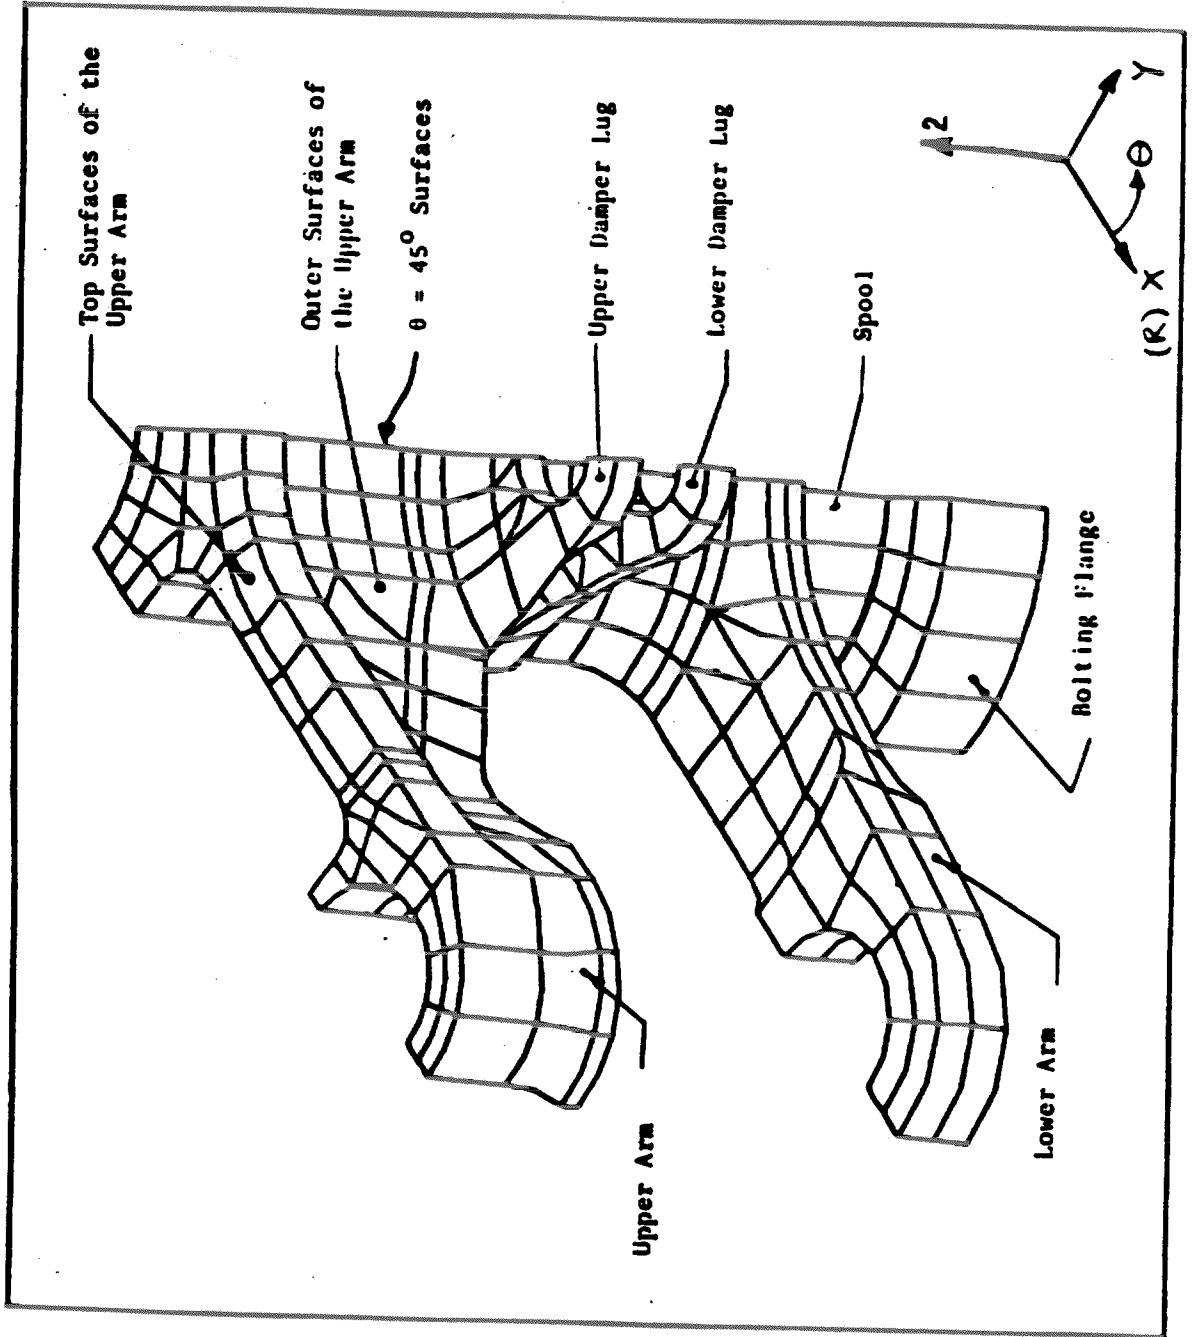 Top Surfaces of the
Upper Arm
Outer Surfaces of
the Upper Arm
θ = 45° Surfaces
Upper Damper Lug
Lower Damper Lug
Spool
Bolting Flange
Upper Arm
Lower Arm
Z
Y
θ
(R) X